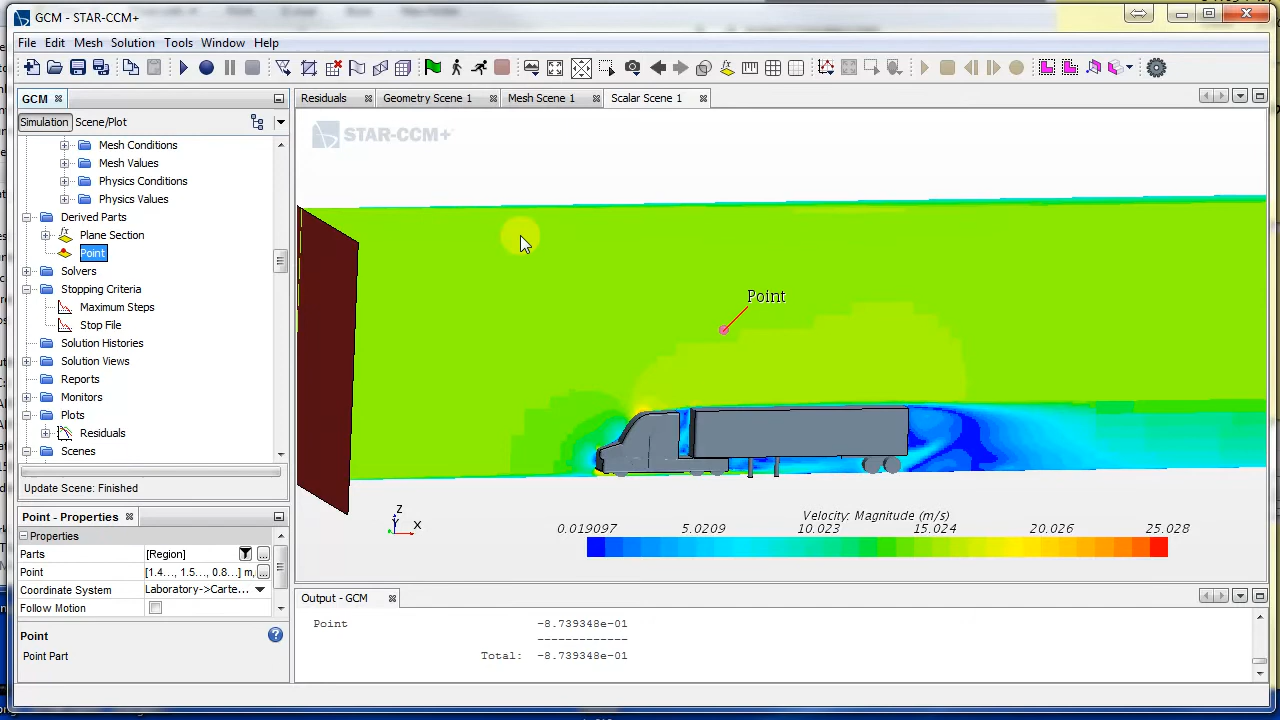 GCM - STAR-CCM+
File Edit Mesh Solution Tools Window Help
GCM
Residuals
Geometry Scene 1
Mesh Scene 1
Scalar Scene 1
Simulation
Scene/Plot
Mesh Conditions
Mesh Values
Physics Conditions
Physics Values
Derived Parts
Plane Section
Point
Solvers
Stopping Criteria
Maximum Steps
Stop File
Solution Histories
Solution Views
Reports
Monitors
Plots
Residuals
Scenes
Update Scene: Finished
Point - Properties
Properties
Parts [Region]
Point [1.4..., 1.5..., 0.8...] m,
Coordinate System Laboratory->Carte...
Follow Motion
Point
Point Part
STAR-CCM+
Point
Z
Y X
Velocity: Magnitude (m/s)
0.019097 5.0209 10.023 15.024 20.026 25.028
Output - GCM
Point -8.739348e-01
-------------
Total: -8.739348e-01